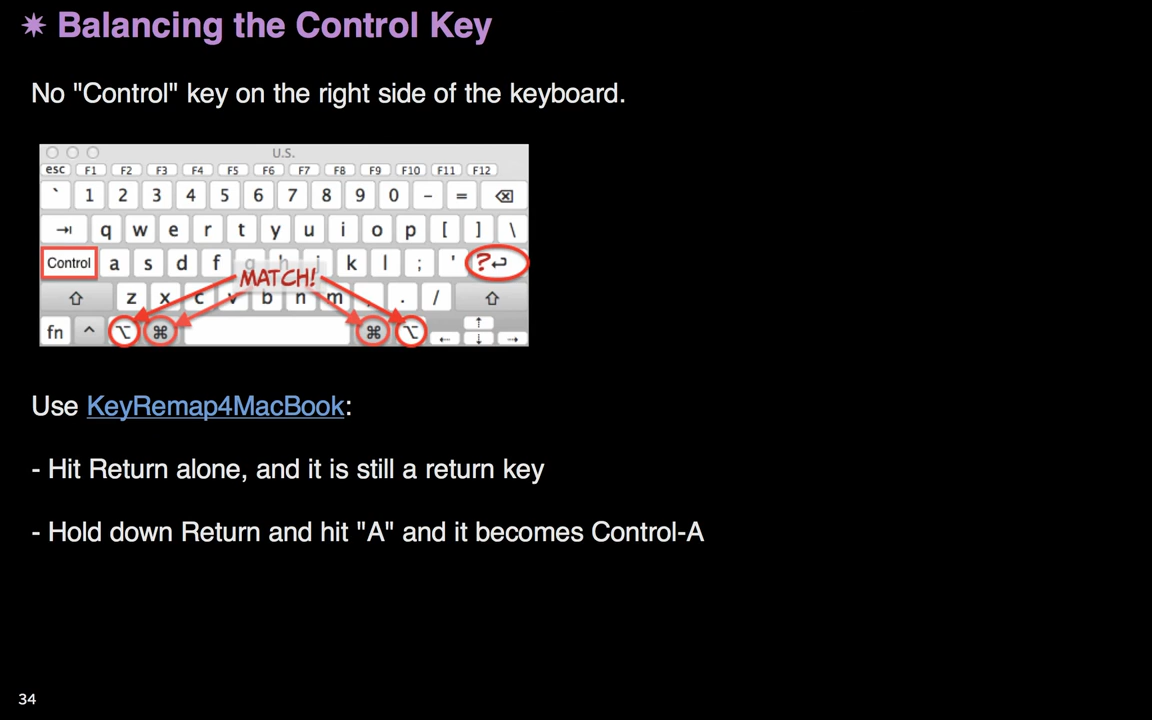 ✷ Balancing the Control Key
No "Control" key on the right side of the keyboard.
U.S.
esc F1 F2 F3 F4 F5 F6 F7 F8 F9 F10 F11 F12
` 1 2 3 4 5 6 7 8 9 0 - = ⌫
⇥ q w e r t y u i o p [ ] \
Control a s d f g h j k l ; ' ?↩
MATCH!
⇧ z x c v b n m , . / ⇧
fn ^ ⌥ ⌘ ⌘ ⌥ ← ↑ ↓ →
Use KeyRemap4MacBook:
- Hit Return alone, and it is still a return key
- Hold down Return and hit "A" and it becomes Control-A
34